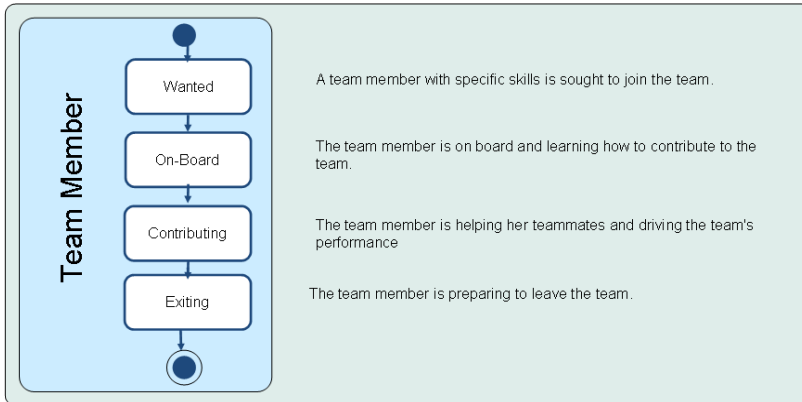 Team Member
Wanted
A team member with specific skills is sought to join the team.
On-Board
The team member is on board and learning how to contribute to the
team.
Contributing
The team member is helping her teammates and driving the team's
performance
Exiting
The team member is preparing to leave the team.